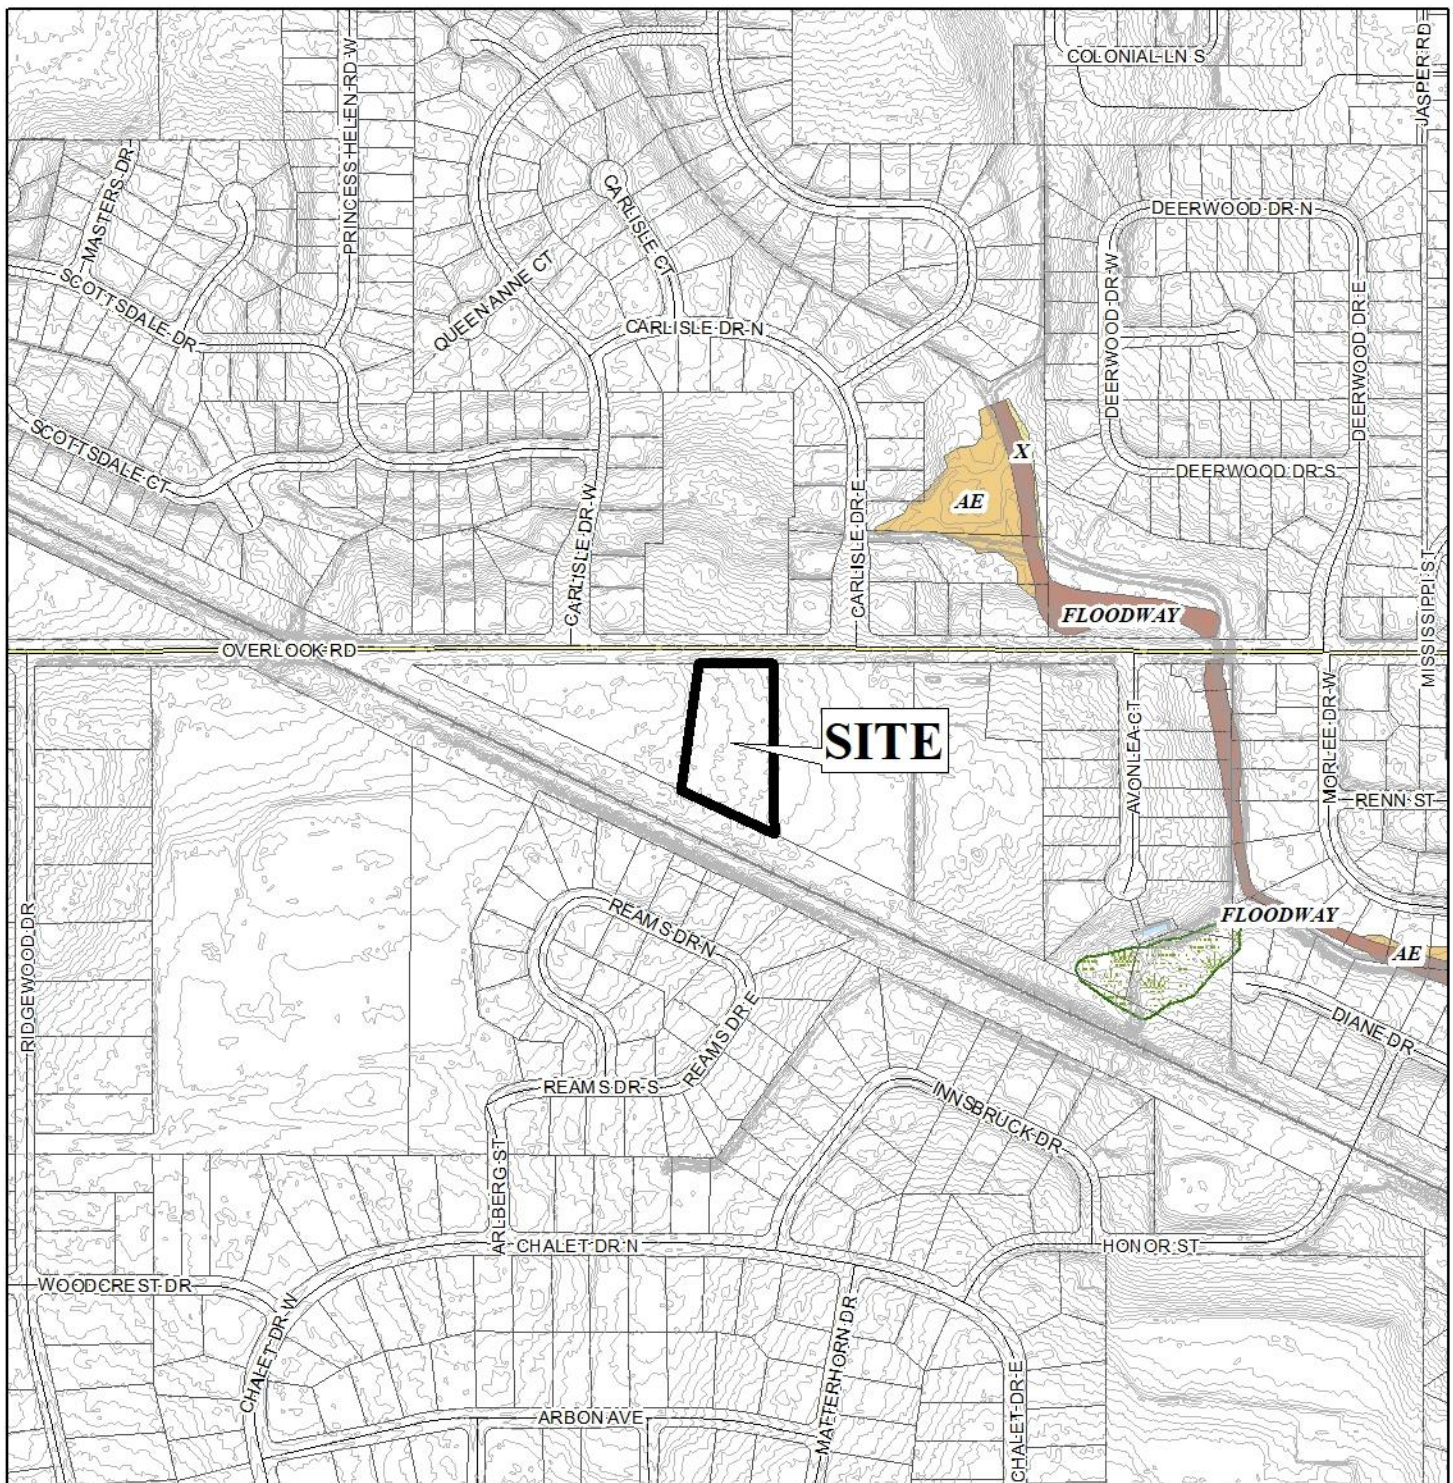 COLONIAL LN S
JASPER RD
PRINCESS HELEN RD W
MASTERS DR
CARLISLE CT
DEERWOOD DR N
SCOTTSDALE DR
QUEEN ANNE CT
CARLISLE DR N
DEERWOOD DR W
DEERWOOD DR E
SCOTTSDALE CT
X
AE
DEERWOOD DR S
CARLISLE DR W
CARLISLE DR E
FLOODWAY
MISSISSIPPI ST
OVERLOOK RD
SITE
AVONLEA CT
MORLEE DR W
RENN ST
RIDGEWOOD DR
REAMS DR N
FLOODWAY
AE
REAMS DR E
DIANE DR
REAMS DR S
INNSBRUCK DR
ARLBERG ST
CHALET DR N
HONOR ST
WOODCREST DR
CHALET DR W
MATTERHORN DR
CHALET DR E
ARBON AVE